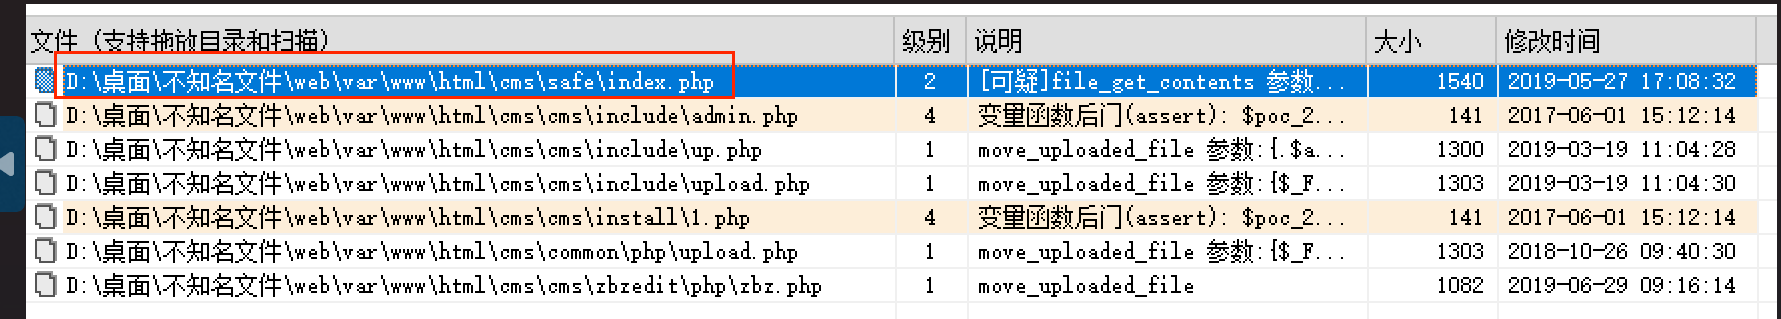 文件（支持拖放目录和扫描） 级别 说明 大小 修改时间
D:\桌面\不知名文件\web\var\www\html\cms\safe\index.php 2 [可疑]file_get_contents 参数... 1540 2019-05-27 17:08:32
D:\桌面\不知名文件\web\var\www\html\cms\include\admin.php 4 变量函数后门(assert): $poc_2... 141 2017-06-01 15:12:14
D:\桌面\不知名文件\web\var\www\html\cms\include\up.php 1 move_uploaded_file 参数:{.$a... 1300 2019-03-19 11:04:28
D:\桌面\不知名文件\web\var\www\html\cms\include\upload.php 1 move_uploaded_file 参数:{$_F... 1303 2019-03-19 11:04:30
D:\桌面\不知名文件\web\var\www\html\cms\cms\install\1.php 4 变量函数后门(assert): $poc_2... 141 2017-06-01 15:12:14
D:\桌面\不知名文件\web\var\www\html\cms\common\php\upload.php 1 move_uploaded_file 参数:{$_F... 1303 2018-10-26 09:40:30
D:\桌面\不知名文件\web\var\www\html\cms\cms\zbzedit\php\zbz.php 1 move_uploaded_file 1082 2019-06-29 09:16:14